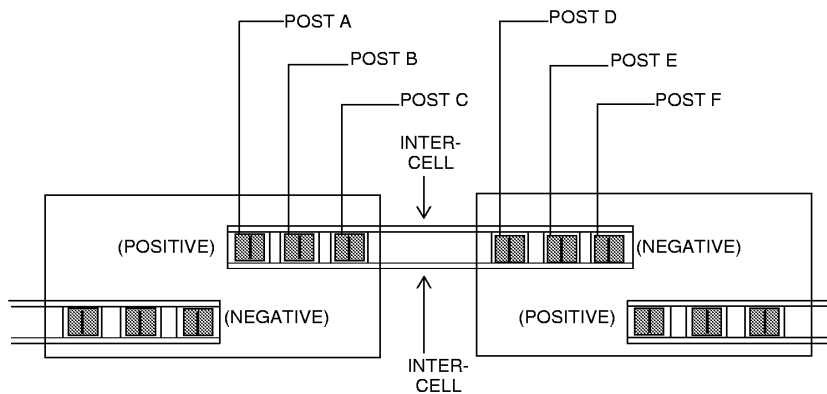 POST A
POST D
POST B
POST E
POST C
POST F
INTER-
CELL
(POSITIVE)
(NEGATIVE)
(NEGATIVE)
(POSITIVE)
INTER-
CELL